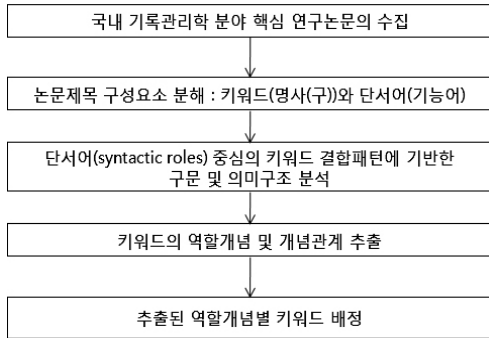 국내 기록관리학 분야 핵심 연구논문의 수집
논문제목 구성요소 분해 : 키워드(명사(구))와 단서어(기능어)
단서어(syntactic roles) 중심의 키워드 결합패턴에 기반한
구문 및 의미구조 분석
키워드의 역할개념 및 개념관계 추출
추출된 역할개념별 키워드 배정